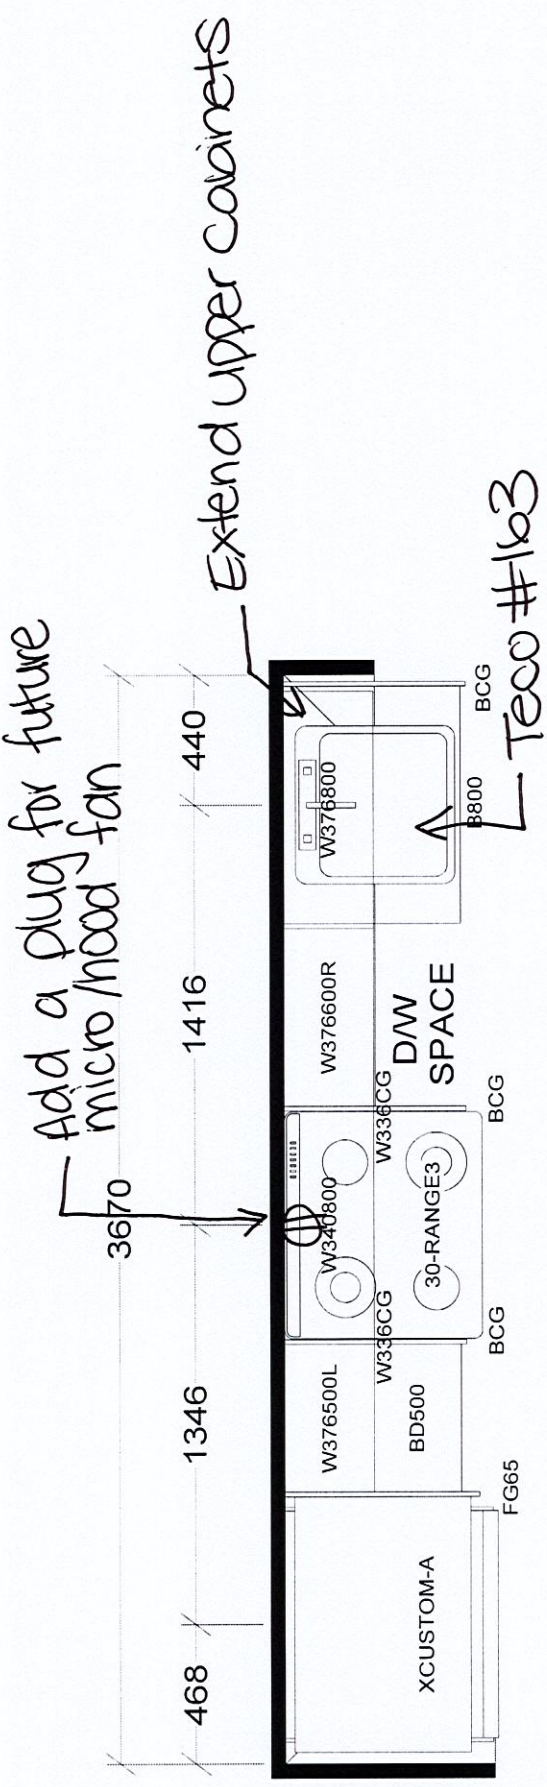 Add a plug for future
micro/hood fan
Extend upper cabinets
3670
468
1346
1416
440
W376500L
W340800
W376600R
W376800
W336CG
W336CG
XCUSTOM-A
BD500
30-RANGE3
D/W
SPACE
B800
FG65
BCG
BCG
BCG
Teco #163